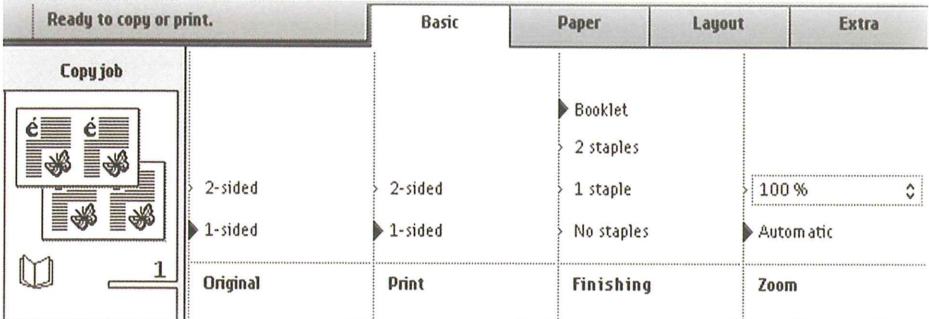 Ready to copy or print.
Basic
Paper
Layout
Extra
Copy job
é é
1
2-sided
1-sided
Original
2-sided
1-sided
Print
Booklet
2 staples
1 staple
No staples
Finishing
100 %
Automatic
Zoom